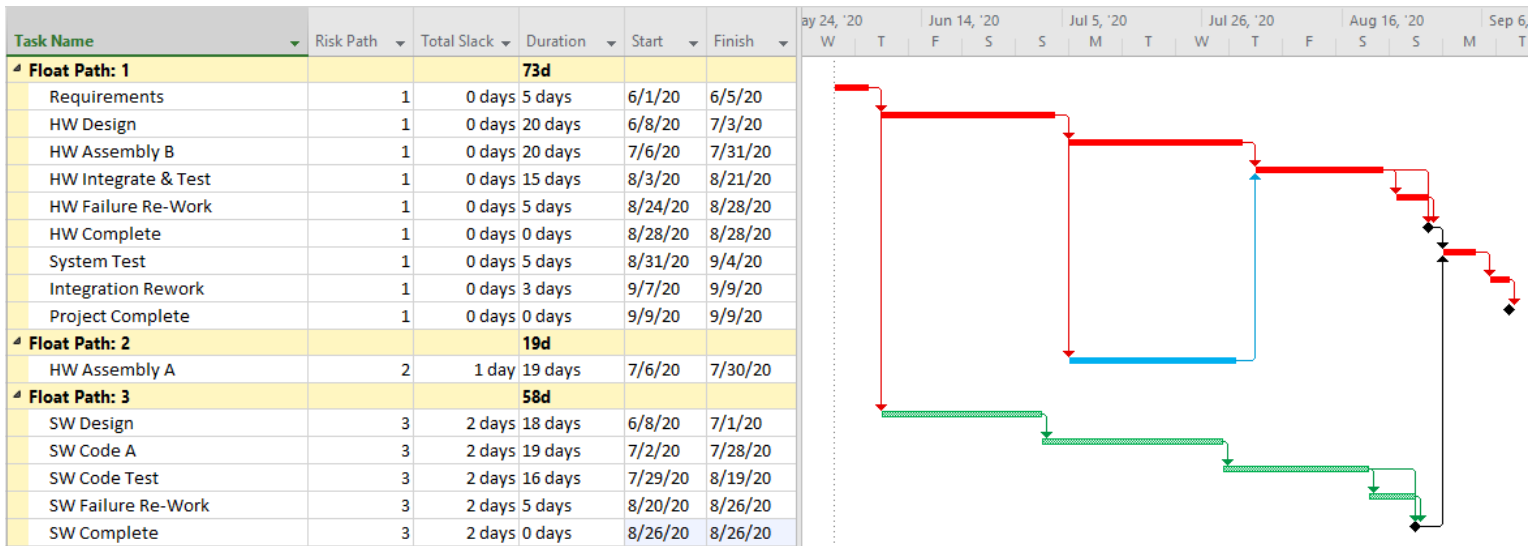 ay 24, '20 Jun 14, '20 Jul 5, '20 Jul 26, '20 Aug 16, '20 Sep 6,
Task Name Risk Path Total Slack Duration Start Finish W T F S S M T W T F S S M T
Float Path: 1 73d
Requirements 1 0 days 5 days 6/1/20 6/5/20
HW Design 1 0 days 20 days 6/8/20 7/3/20
HW Assembly B 1 0 days 20 days 7/6/20 7/31/20
HW Integrate & Test 1 0 days 15 days 8/3/20 8/21/20
HW Failure Re-Work 1 0 days 5 days 8/24/20 8/28/20
HW Complete 1 0 days 0 days 8/28/20 8/28/20
System Test 1 0 days 5 days 8/31/20 9/4/20
Integration Rework 1 0 days 3 days 9/7/20 9/9/20
Project Complete 1 0 days 0 days 9/9/20 9/9/20
Float Path: 2 19d
HW Assembly A 2 1 day 19 days 7/6/20 7/30/20
Float Path: 3 58d
SW Design 3 2 days 18 days 6/8/20 7/1/20
SW Code A 3 2 days 19 days 7/2/20 7/28/20
SW Code Test 3 2 days 16 days 7/29/20 8/19/20
SW Failure Re-Work 3 2 days 5 days 8/20/20 8/26/20
SW Complete 3 2 days 0 days 8/26/20 8/26/20